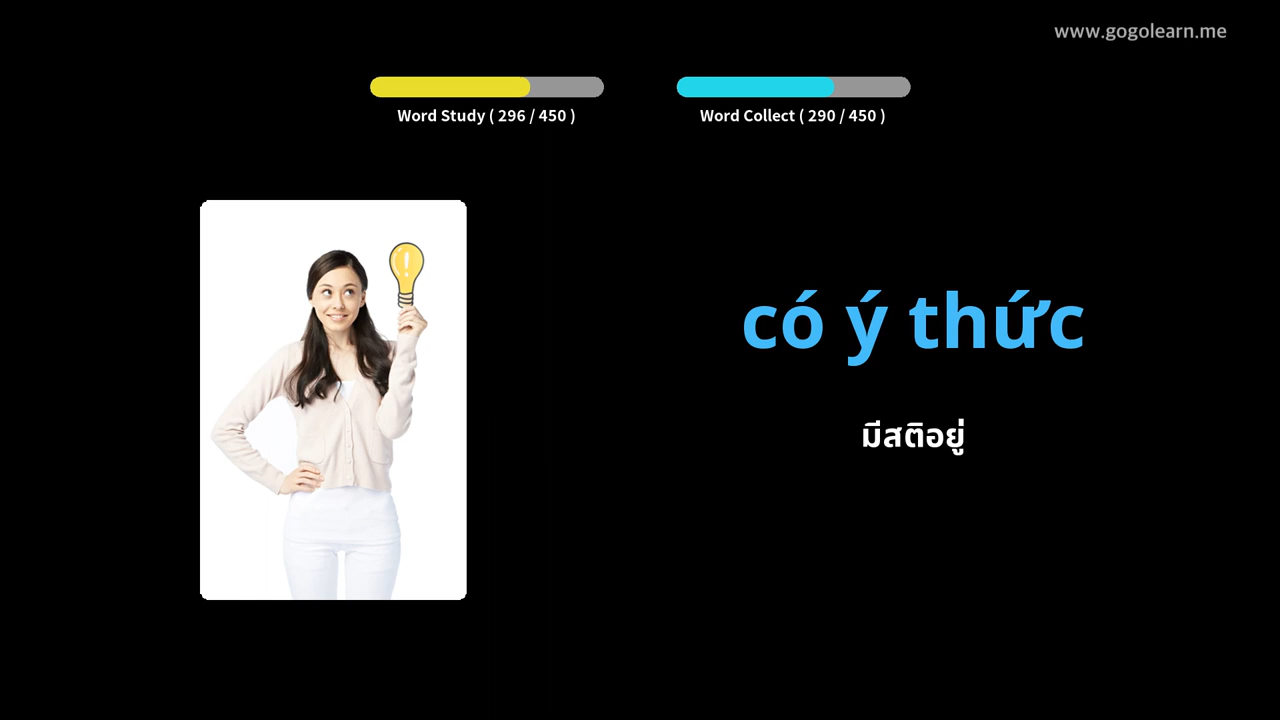 www.gogolearn.me
Word Study ( 296 / 450 )
Word Collect ( 290 / 450 )
có ý thức
มีสติอยู่